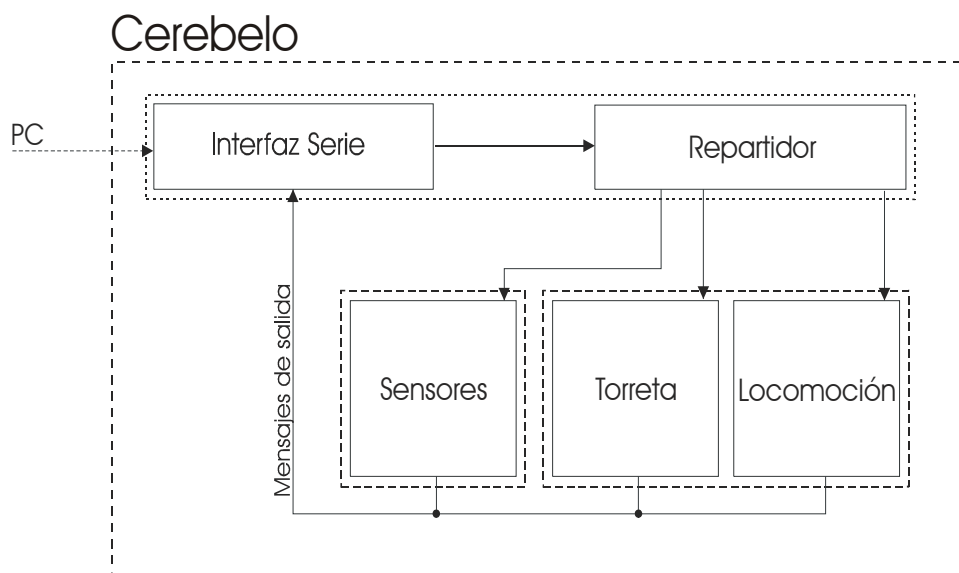 Cerebelo
PC
Interfaz Serie
Repartidor
Mensajes de salida
Sensores
Torreta
Locomoción